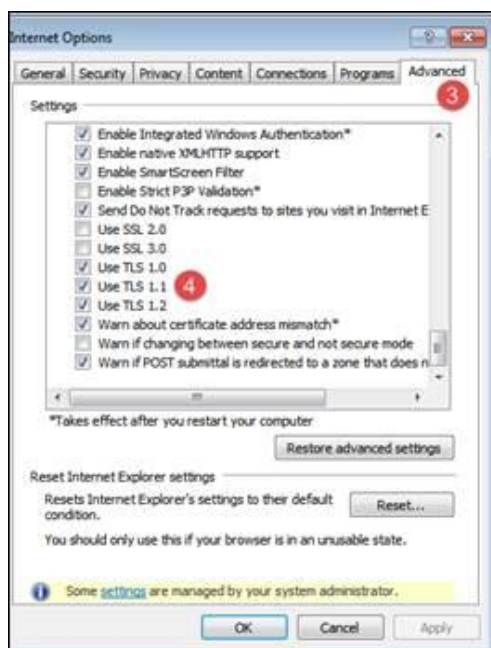 Internet Options
General Security Privacy Content Connections Programs Advanced
3
Settings
Enable Integrated Windows Authentication*
Enable native XMLHTTP support
Enable SmartScreen Filter
Enable Strict P3P Validation*
Send Do Not Track requests to sites you visit in Internet E
Use SSL 2.0
Use SSL 3.0
Use TLS 1.0
Use TLS 1.1
4
Use TLS 1.2
Warn about certificate address mismatch*
Warn if changing between secure and not secure mode
Warn if POST submittal is redirected to a zone that does n
*Takes effect after you restart your computer
Restore advanced settings
Reset Internet Explorer settings
Resets Internet Explorer's settings to their default
condition.
Reset...
You should only use this if your browser is in an unusable state.
Some settings are managed by your system administrator.
OK Cancel Apply